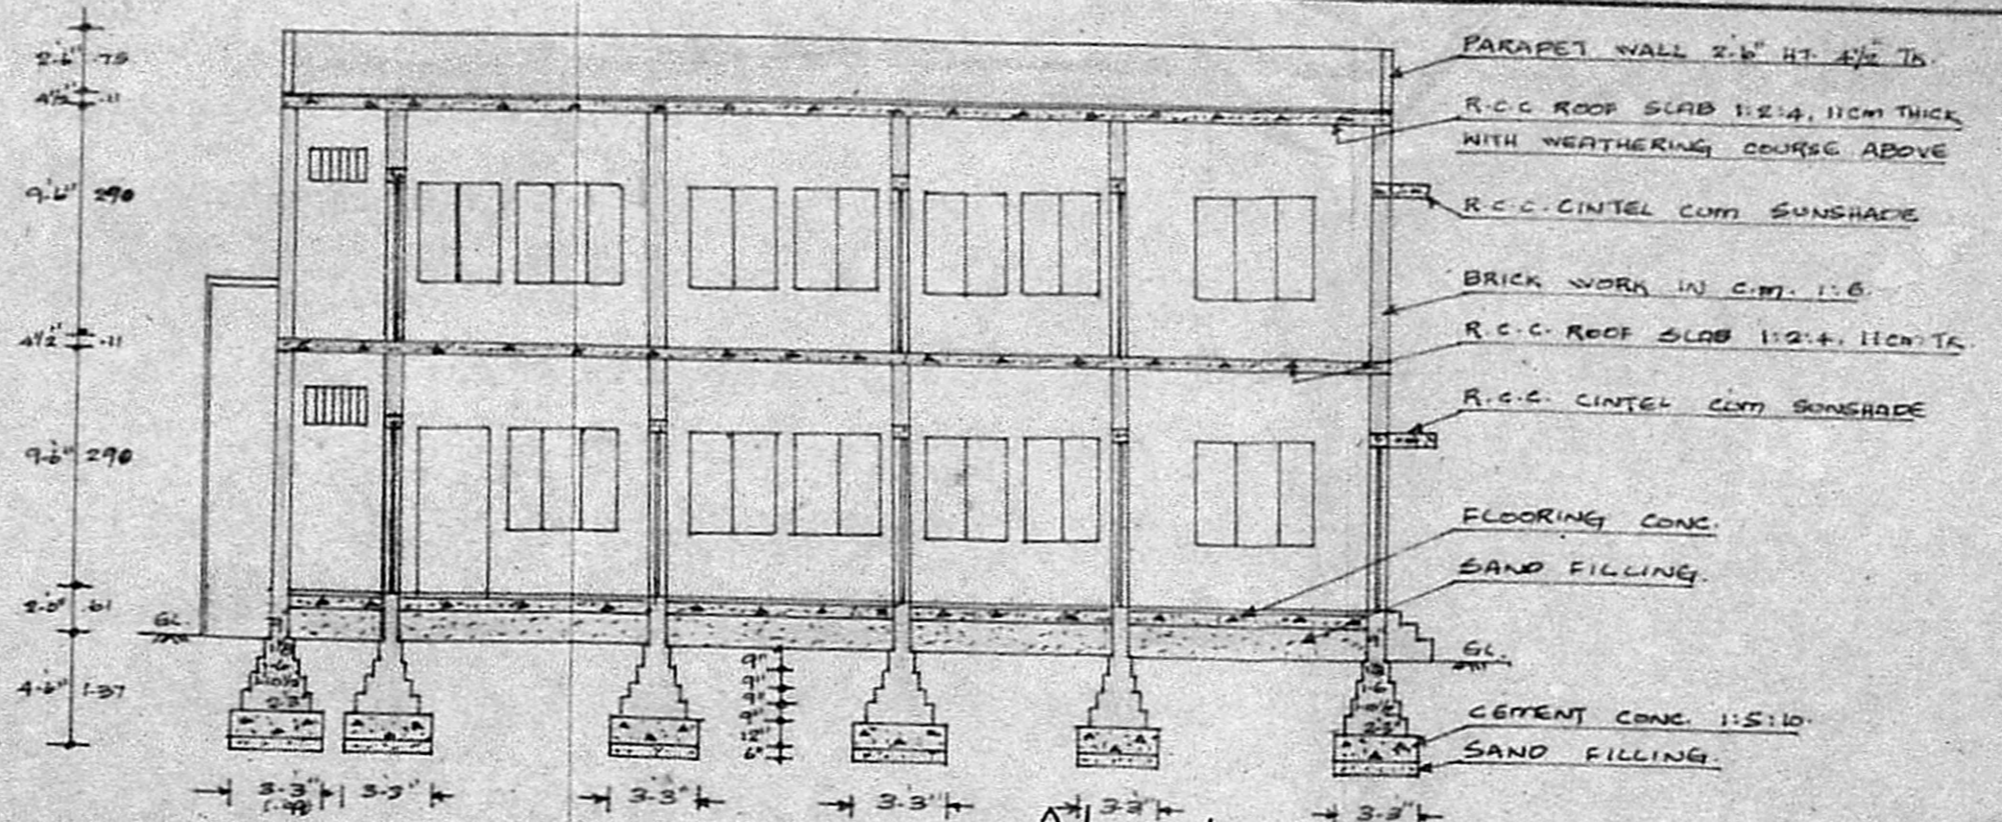 2'-6" .75
4½" .11
9'-6" 290
4½" .11
9'-6" 290
2'-0" .61
4'-6" 1.37
PARAPET WALL 2'-6" HT. 4½" TK.
R.C.C ROOF SLAB 1:2:4, 11cm THICK
WITH WEATHERING COURSE ABOVE
R.C.C. CINTEL CUM SUNSHADE
BRICK WORK IN C.M. 1:6.
R.C.C. ROOF SLAB 1:2:4, 11cm TK.
R.C.C. CINTEL CUM SUNSHADE
FLOORING CONC.
SAND FILLING.
GL.
GL.
9"
9"
9"
9"
12"
6"
CEMENT CONC. 1:5:10.
SAND FILLING.
3'-3" 3'-3" 3'-3" 3'-3" 3'-3" 3'-3"
(.99)